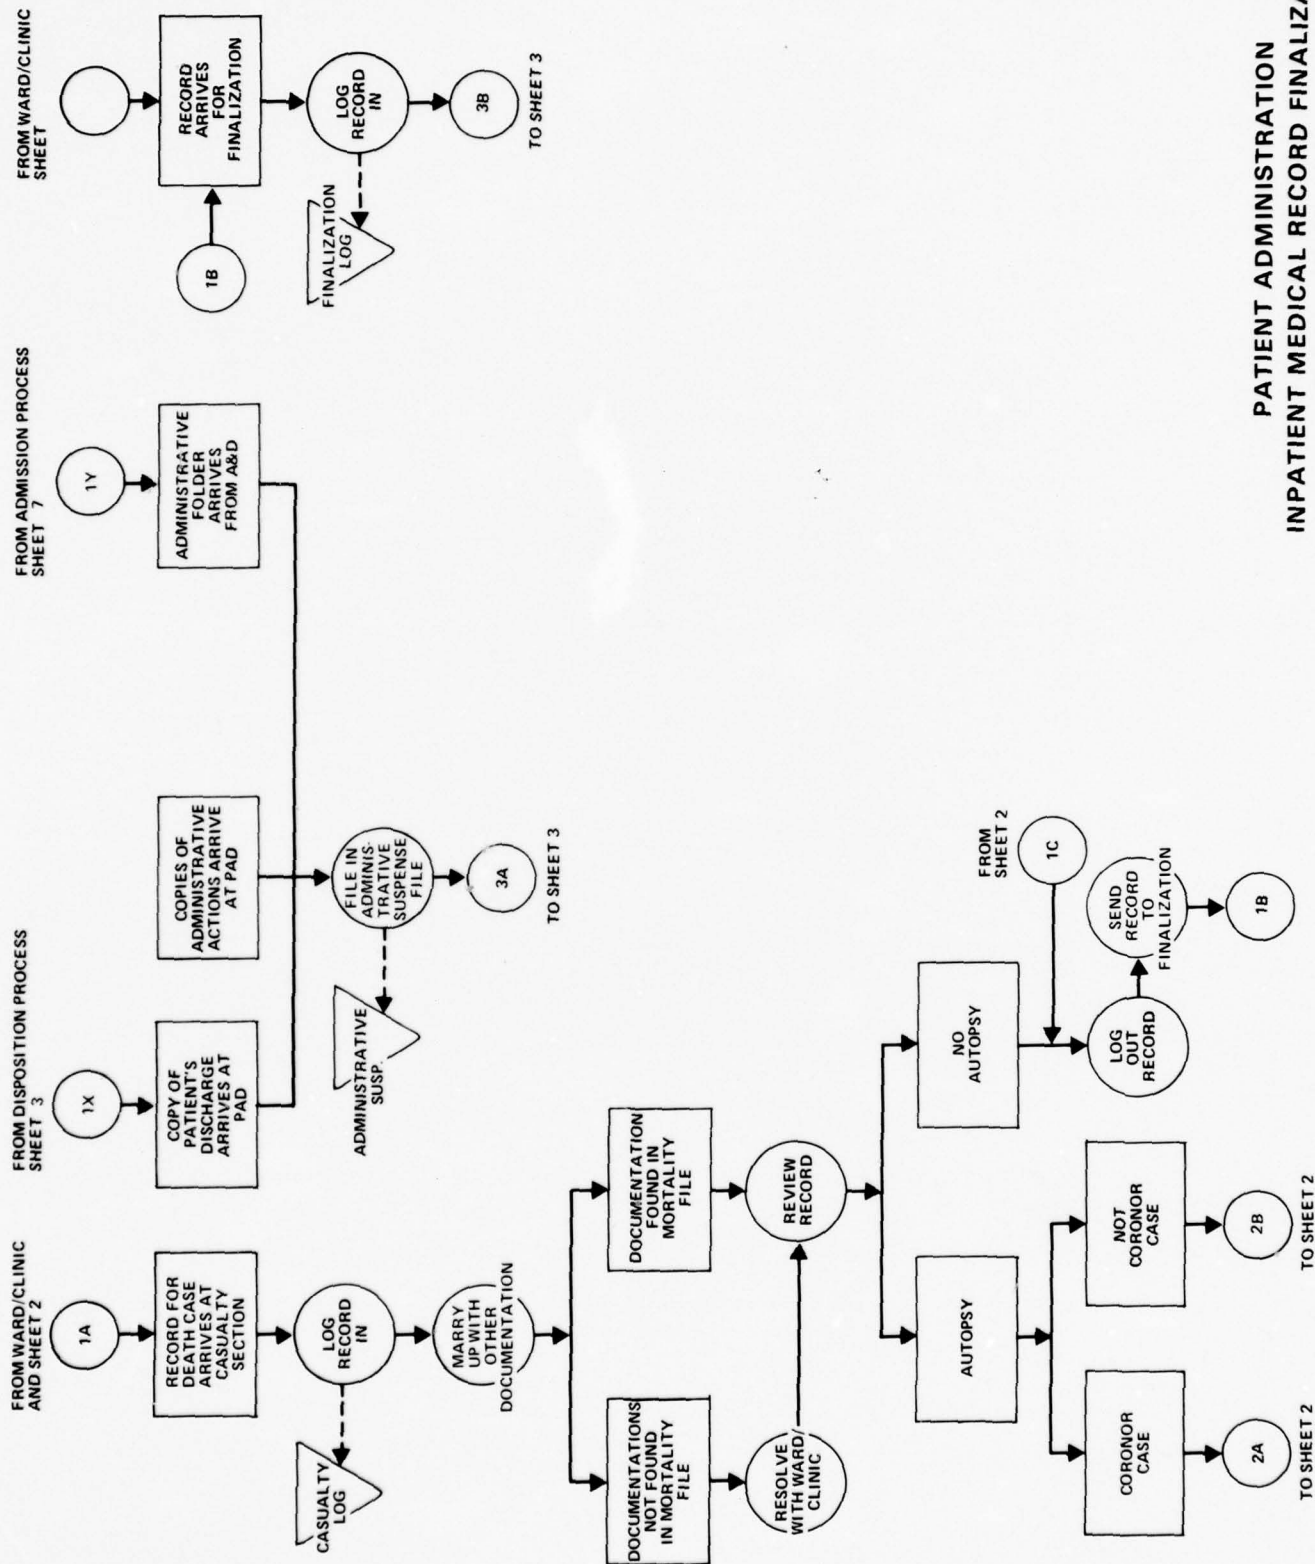 FROM WARD/CLINIC
AND SHEET 2
1A
RECORD FOR
DEATH CASE
ARRIVES AT
CASUALTY
SECTION
LOG
RECORD
IN
CASUALTY
LOG
MARRY
UP WITH
OTHER
DOCUMENTATION
DOCUMENTATIONS
NOT FOUND
IN MORTALITY
FILE
DOCUMENTATION
FOUND IN
MORTALITY
FILE
RESOLVE
WITH WARD/
CLINIC
REVIEW
RECORD
AUTOPSY
NO
AUTOPSY
CORONOR
CASE
NOT
CORONOR
CASE
2A
TO SHEET 2
2B
TO SHEET 2
FROM
SHEET 2
1C
LOG
OUT
RECORD
SEND
RECORD
TO
FINALIZATION
1B
FROM DISPOSITION PROCESS
SHEET 3
1X
COPY OF
PATIENT'S
DISCHARGE
ARRIVES AT
PAD
COPIES OF
ADMINISTRATIVE
ACTIONS ARRIVE
AT PAD
FROM ADMISSION PROCESS
SHEET 7
1Y
ADMINISTRATIVE
FOLDER
ARRIVES
FROM A&D
FILE IN
ADMINIS-
TRATIVE
SUSPENSE
FILE
ADMINISTRATIVE
SUSP.
3A
TO SHEET 3
FROM WARD/CLINIC
SHEET
1B
RECORD
ARRIVES
FOR
FINALIZATION
LOG
RECORD
IN
FINALIZATION
LOG
3B
TO SHEET 3
PATIENT ADMINISTRATION
INPATIENT MEDICAL RECORD FINALIZA